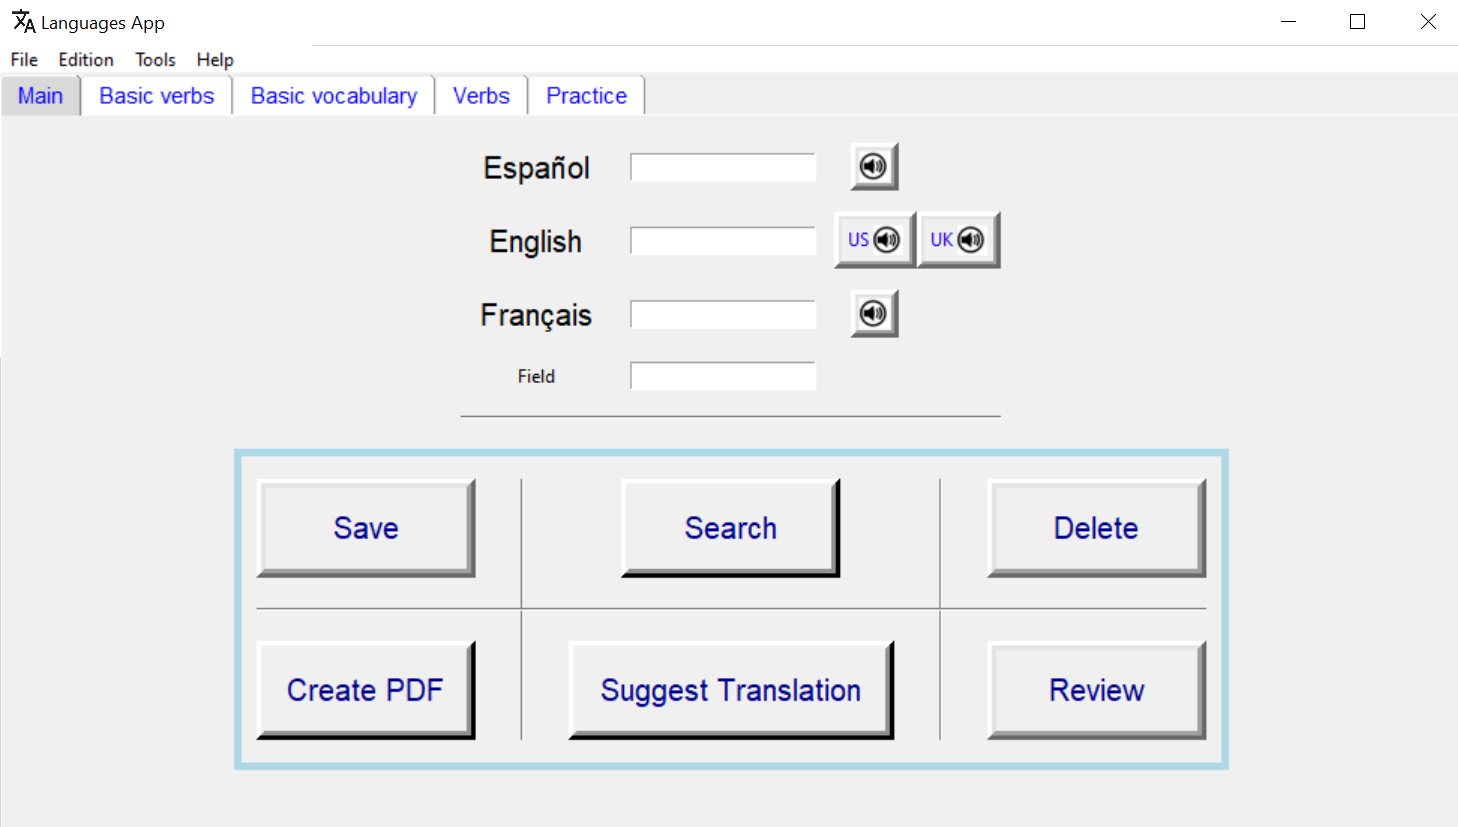 Languages App
File Edition Tools Help
Main Basic verbs Basic vocabulary Verbs Practice
Español
English US UK
Français
Field
Save Search Delete
Create PDF Suggest Translation Review